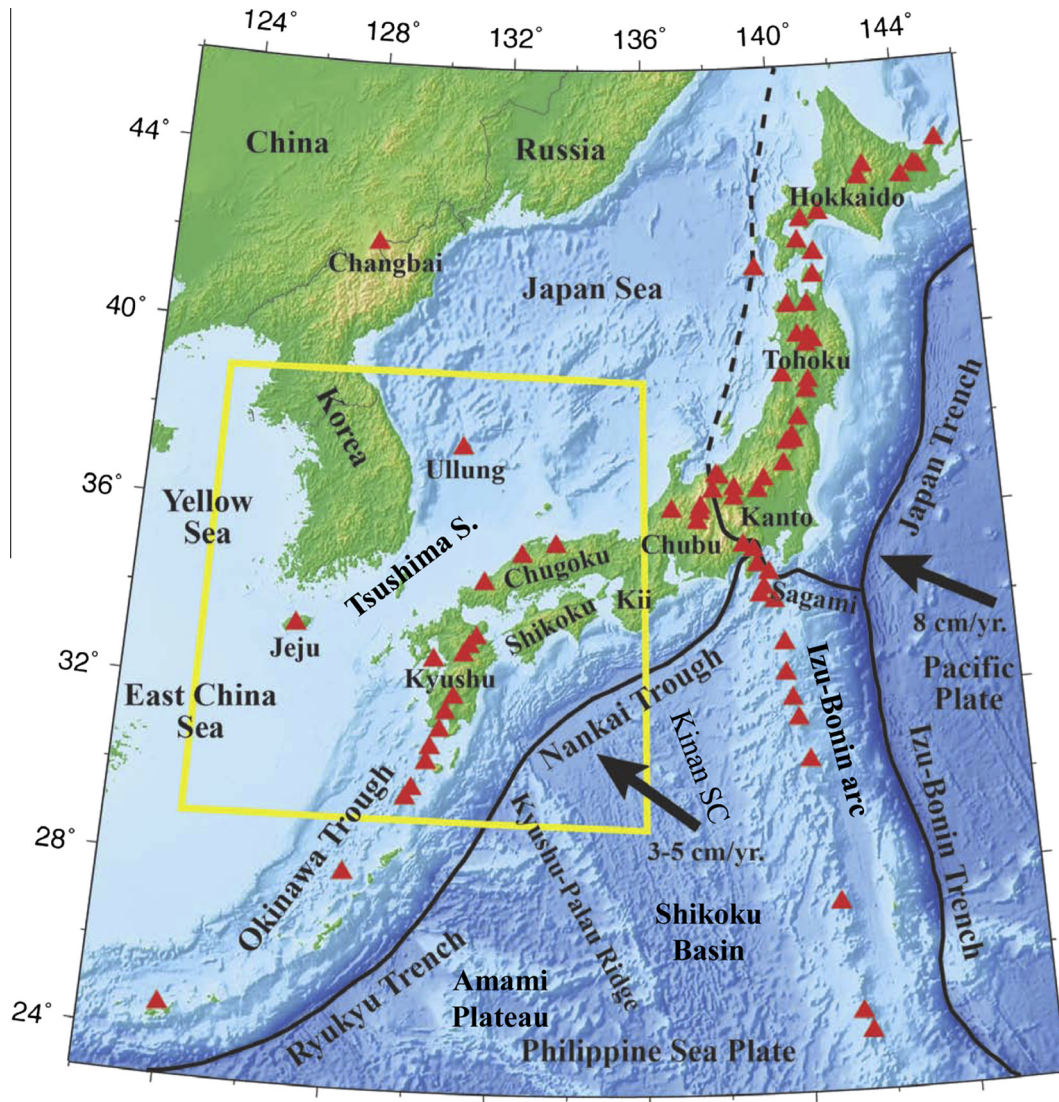 124° 128° 132° 136° 140° 144°
44°
40°
36°
32°
28°
24°
China
Russia
Hokkaido
Changbai
Japan Sea
Tohoku
Korea
Ullung
Japan Trench
Yellow
Sea
Kanto
Tsushima S.
Chubu
Chugoku
Kii
Sagami
Shikoku
8 cm/yr.
Jeju
Kyushu
Pacific
Plate
East China
Sea
Nankai Trough
Kinan SC
Izu-Bonin arc
Izu-Bonin Trench
Okinawa Trough
3-5 cm/yr.
Kyushu-Palau Ridge
Shikoku
Basin
Ryukyu Trench
Amami
Plateau
Philippine Sea Plate